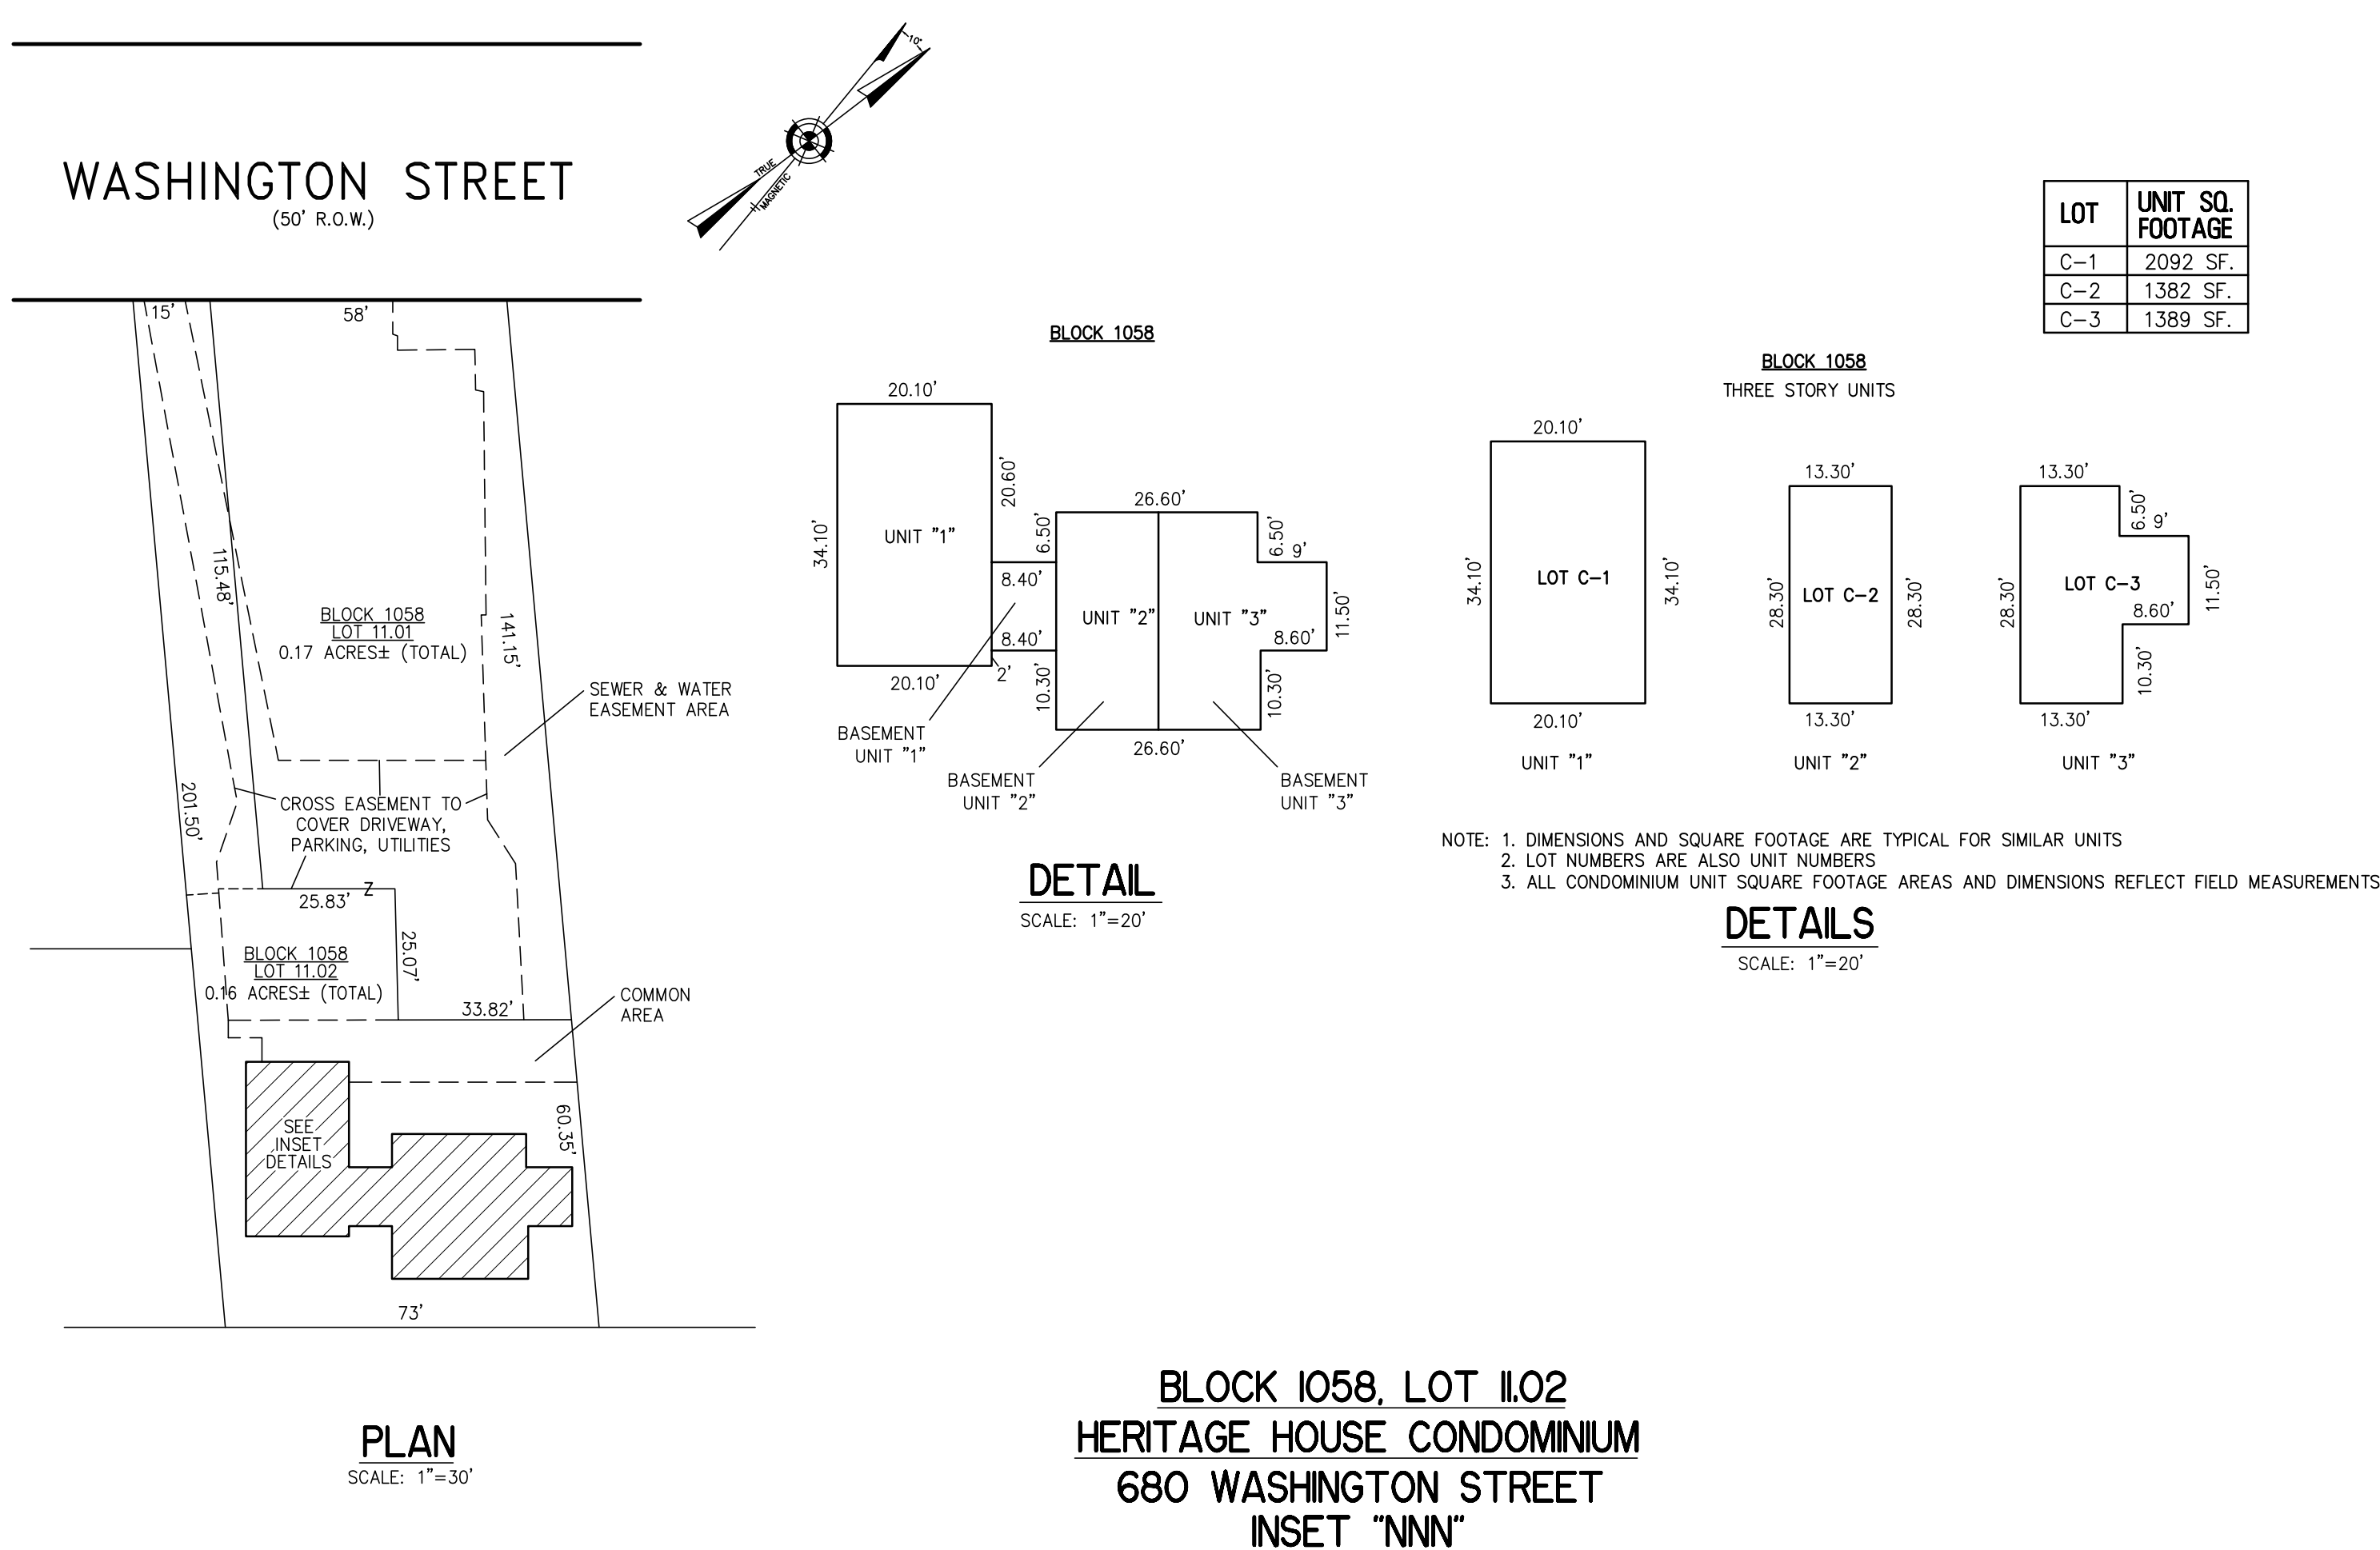 WASHINGTON STREET
(50' R.O.W.)
10°
TRUE
MAGNETIC
15'
58'
115.48'
BLOCK 1058
LOT 11.01
0.17 ACRES± (TOTAL)
141.15'
SEWER & WATER
EASEMENT AREA
201.50'
CROSS EASEMENT TO
COVER DRIVEWAY,
PARKING, UTILITIES
25.83'
Z
25.07'
BLOCK 1058
LOT 11.02
0.16 ACRES± (TOTAL)
33.82'
COMMON
AREA
SEE
INSET
DETAILS
60.35'
73'
PLAN
SCALE: 1"=30'
BLOCK 1058
20.10'
34.10'
UNIT "1"
20.60'
8.40'
8.40'
2'
20.10'
26.60'
6.50'
6.50'
9'
UNIT "2"
UNIT "3"
11.50'
8.60'
10.30'
10.30'
26.60'
BASEMENT
UNIT "1"
BASEMENT
UNIT "2"
BASEMENT
UNIT "3"
DETAIL
SCALE: 1"=20'
LOT
UNIT SQ.
FOOTAGE
C-1 2092 SF.
C-2 1382 SF.
C-3 1389 SF.
BLOCK 1058
THREE STORY UNITS
20.10'
34.10'
LOT C-1
34.10'
20.10'
UNIT "1"
13.30'
28.30'
LOT C-2
28.30'
13.30'
UNIT "2"
13.30'
6.50'
9'
28.30'
LOT C-3
11.50'
8.60'
10.30'
13.30'
UNIT "3"
NOTE: 1. DIMENSIONS AND SQUARE FOOTAGE ARE TYPICAL FOR SIMILAR UNITS
2. LOT NUMBERS ARE ALSO UNIT NUMBERS
3. ALL CONDOMINIUM UNIT SQUARE FOOTAGE AREAS AND DIMENSIONS REFLECT FIELD MEASUREMENTS
DETAILS
SCALE: 1"=20'
BLOCK 1058, LOT 11.02
HERITAGE HOUSE CONDOMINIUM
680 WASHINGTON STREET
INSET "NNN"